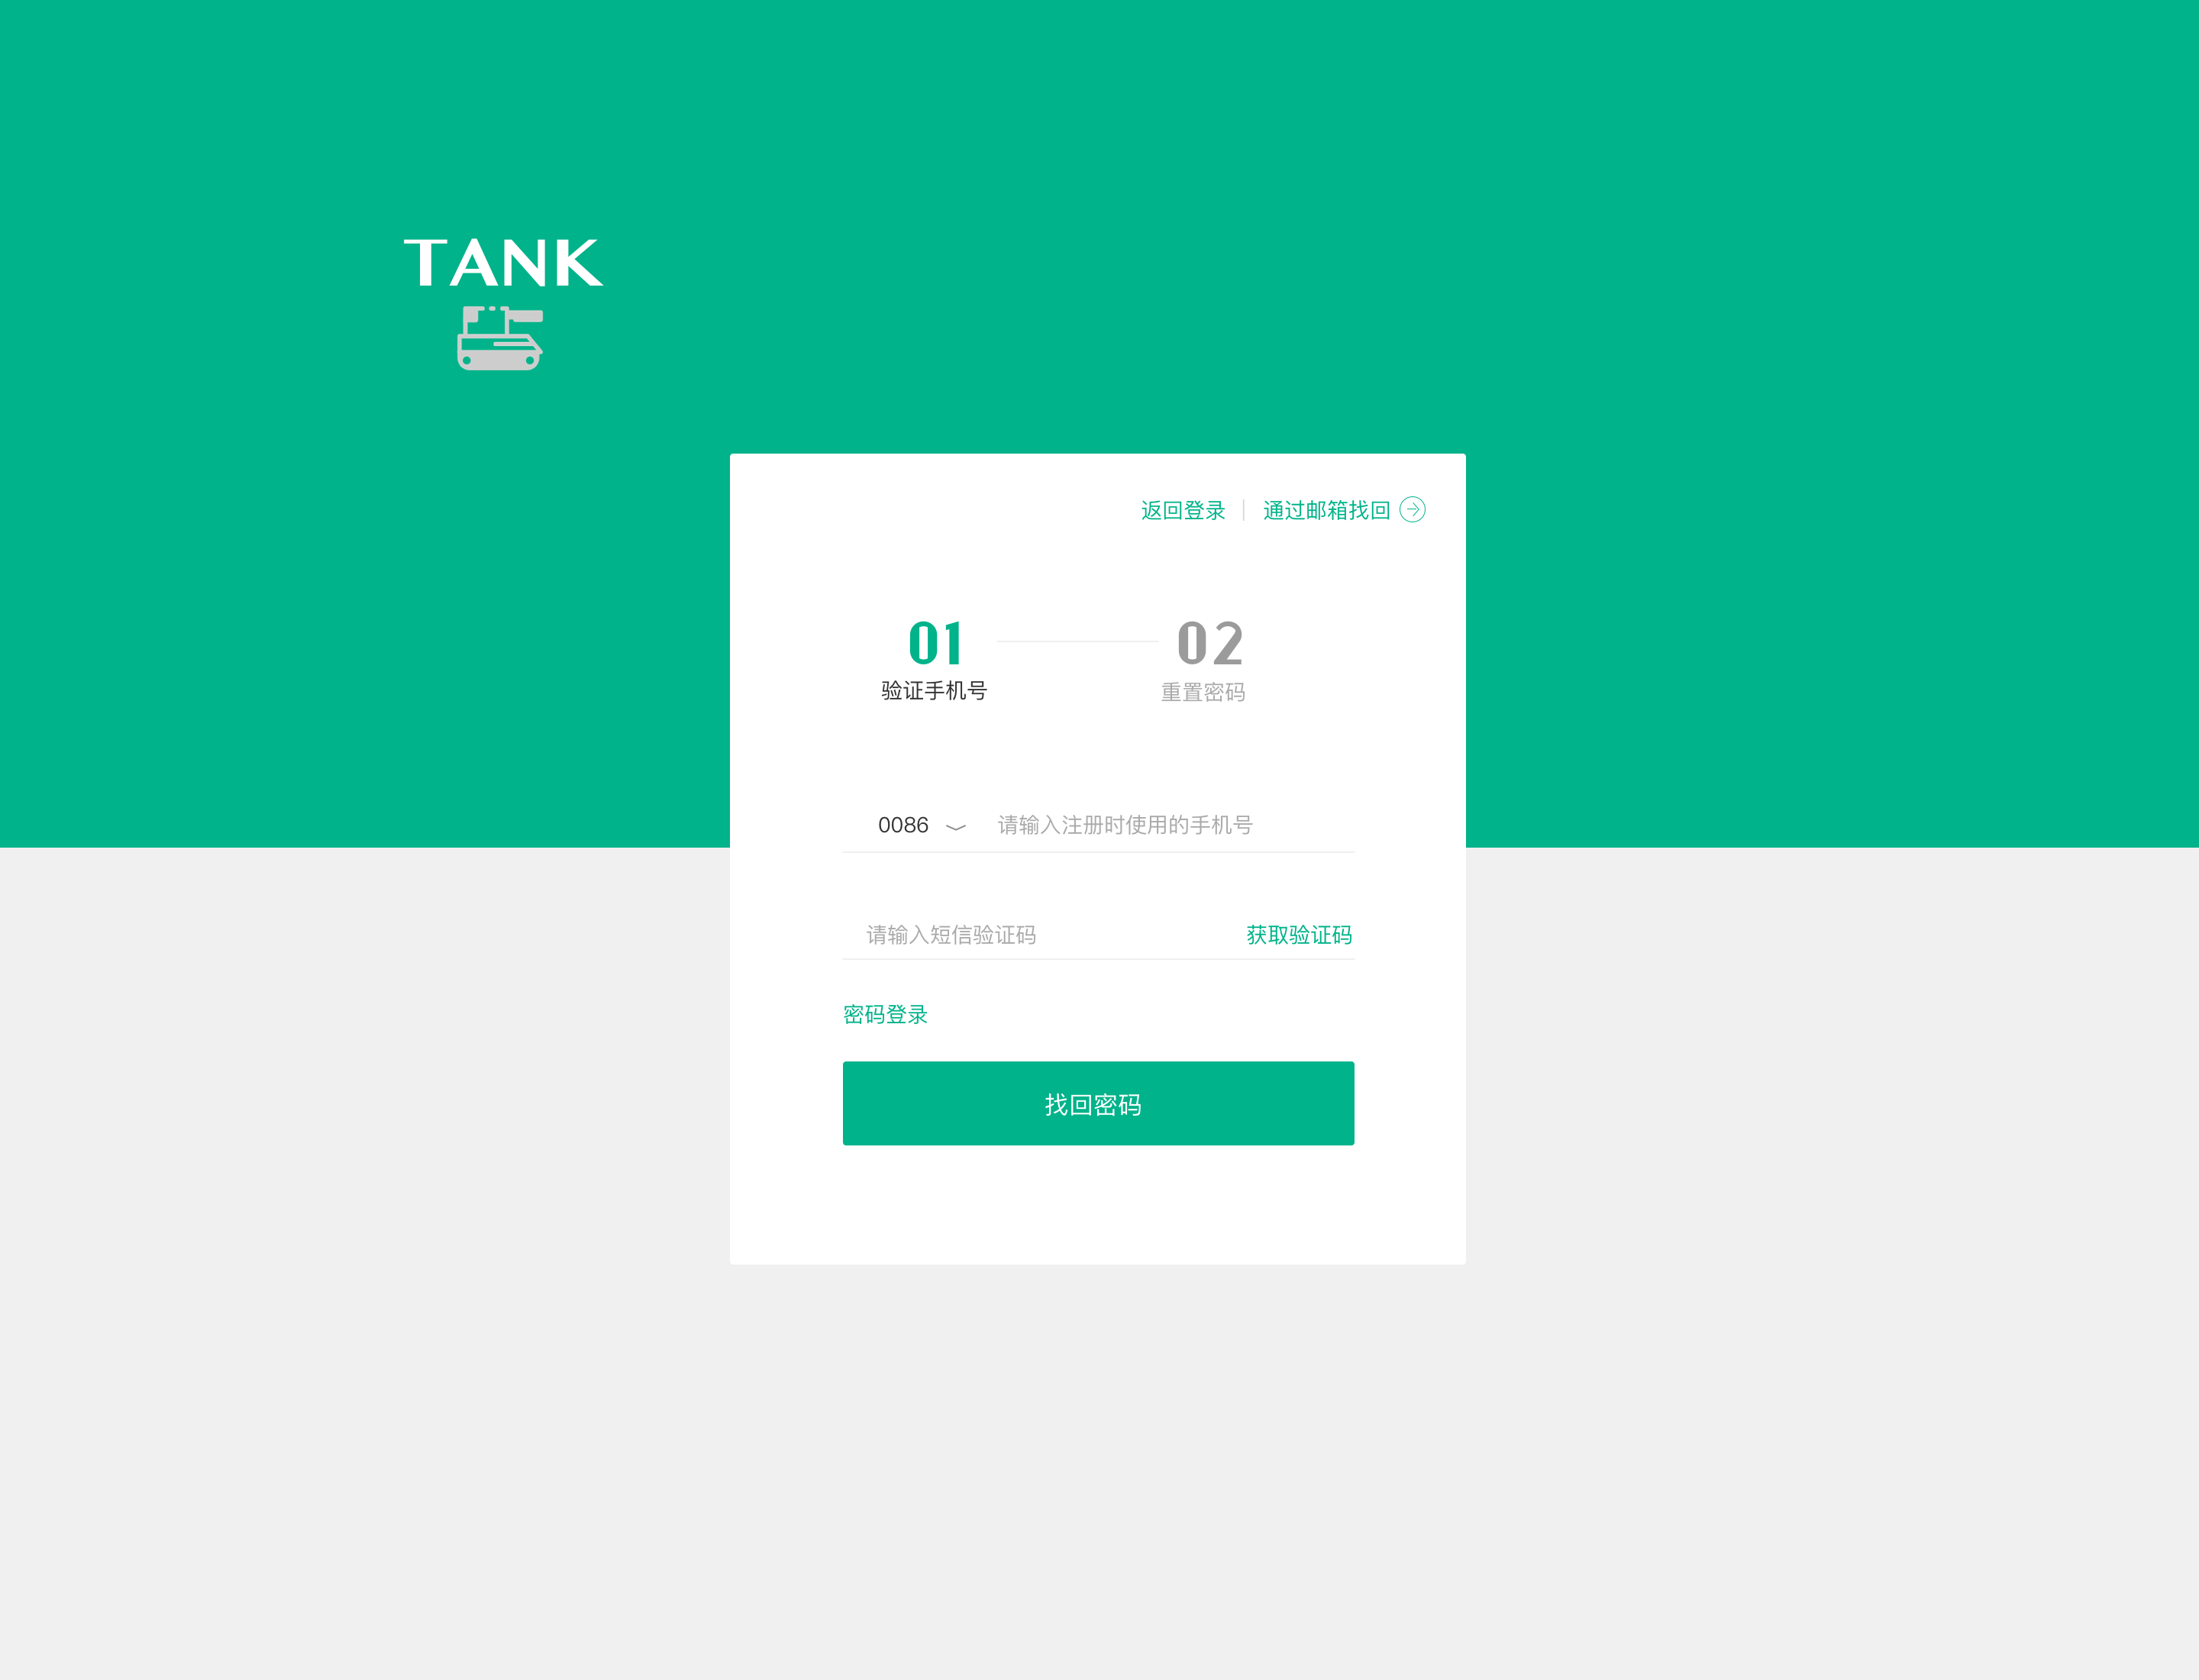 TANK
返回登录 | 通过邮箱找回
01
验证手机号
02
重置密码
0086 请输入注册时使用的手机号
请输入短信验证码 获取验证码
密码登录
找回密码